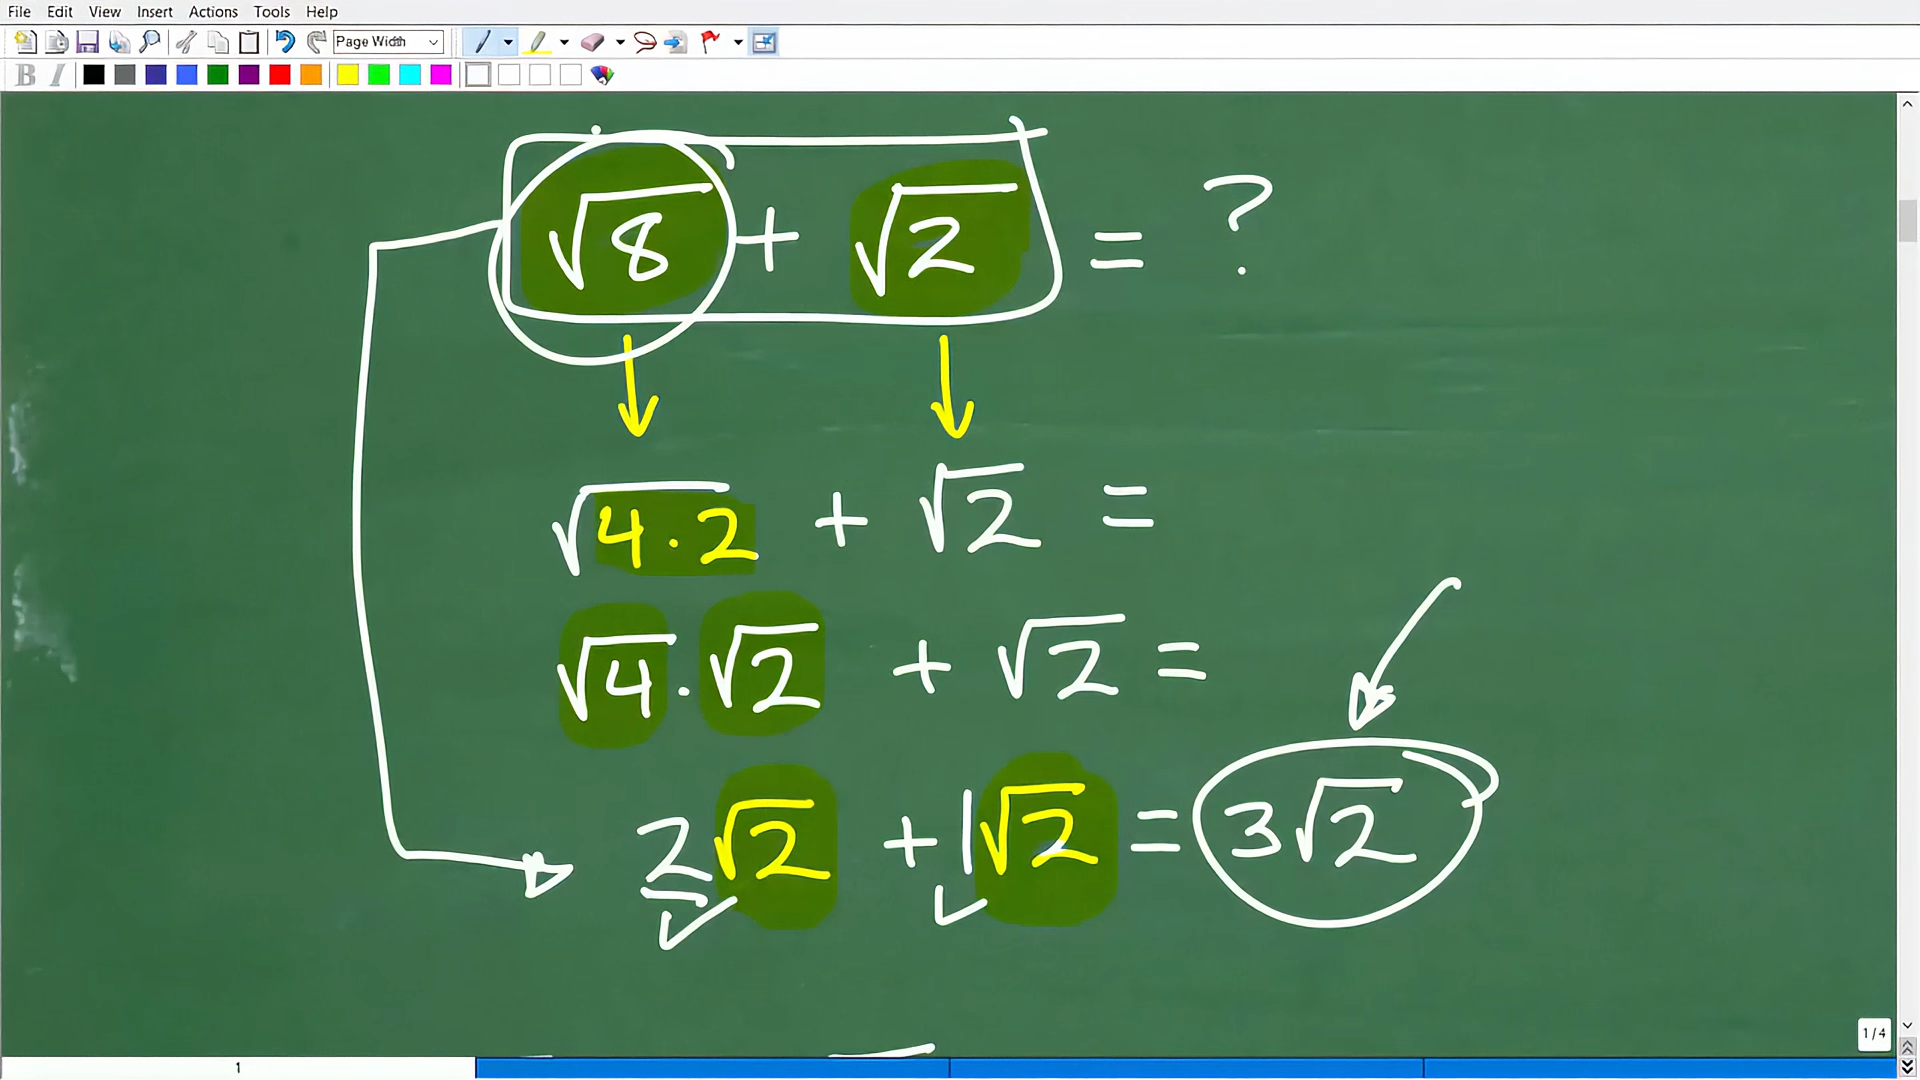 File Edit View Insert Actions Tools Help
Page Width
B I
√8 + √2 = ?
√4·2 + √2 =
√4·√2 + √2 =
2√2 + 1√2 = 3√2
1/4
1